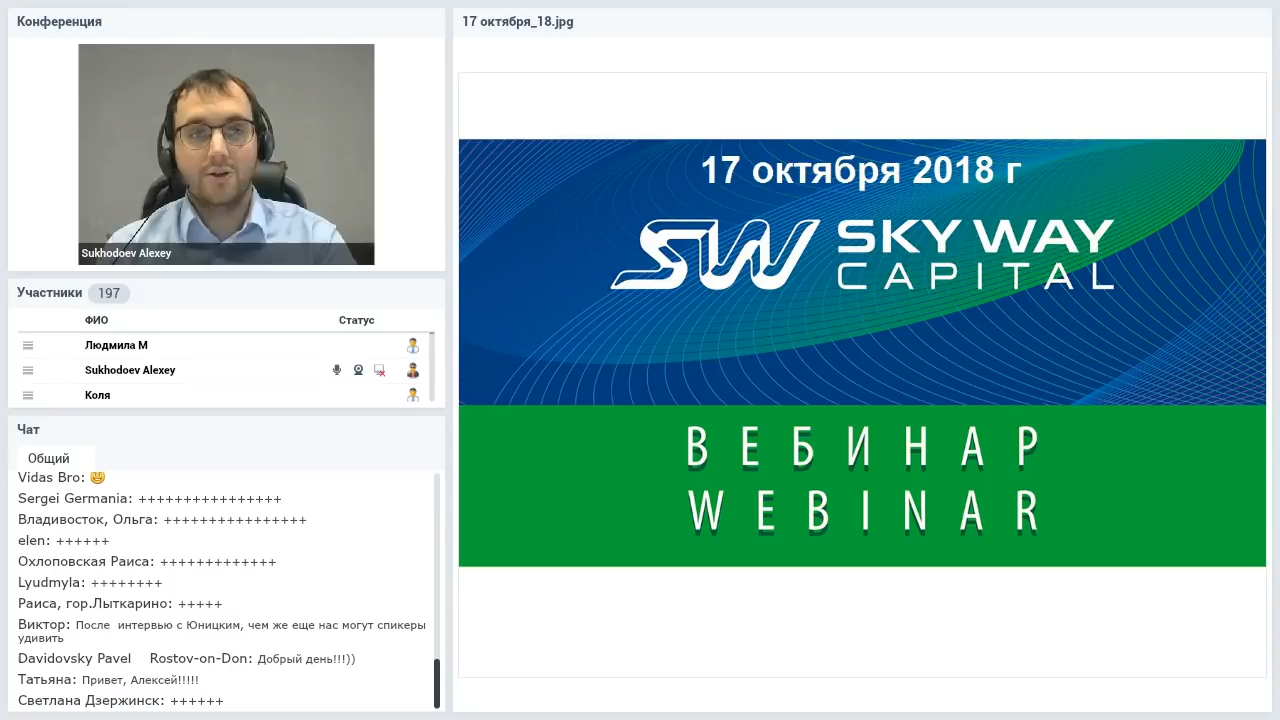 Конференция
Sukhodoev Alexey
Участники 197
ФИО Статус
Людмила М
Sukhodoev Alexey
Коля
Чат
Общий
Vidas Bro:
Sergei Germania: ++++++++++++++++
Владивосток, Ольга: ++++++++++++++++
elen: ++++++
Охлоповская Раиса: +++++++++++++
Lyudmyla: ++++++++
Раиса, гор.Лыткарино: +++++
Виктор: После интервью с Юницким, чем же еще нас могут спикеры
удивить
Davidovsky Pavel Rostov-on-Don: Добрый день!!!))
Татьяна: Привет, Алексей!!!!!
Светлана Дзержинск: ++++++
17 октября_18.jpg
17 октября 2018 г
SW SKY WAY
CAPITAL
ВЕБИНАР
WEBINAR